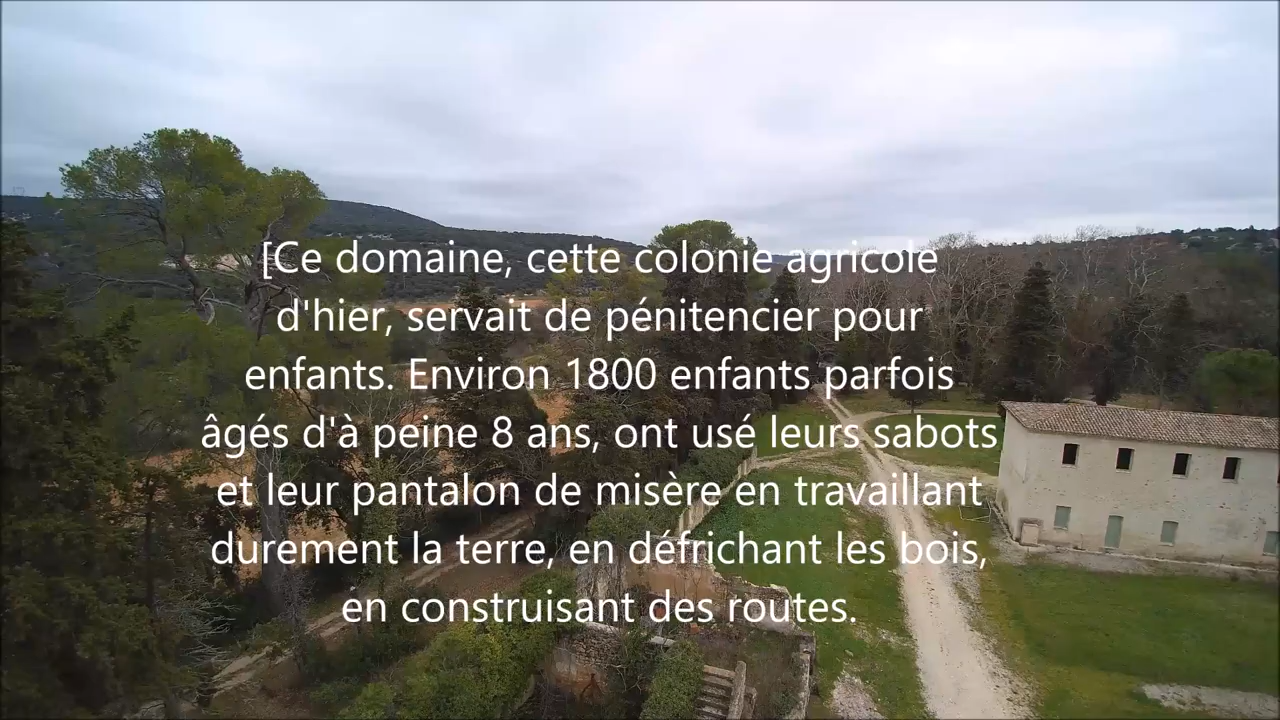 [Ce domaine, cette colonie agricole
d'hier, servait de pénitencier pour
enfants. Environ 1800 enfants parfois
âgés d'à peine 8 ans, ont usé leurs sabots
et leur pantalon de misère en travaillant
durement la terre, en défrichant les bois,
en construisant des routes.